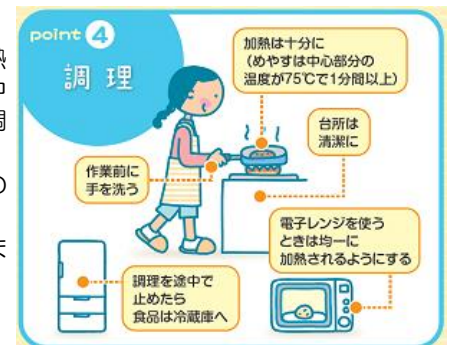 point 4
調理
加熱は十分に
(めやすは中心部分の
温度が75℃で1分間以上)
台所は
清潔に
作業前に
手を洗う
電子レンジを使う
ときは均一に
加熱されるようにする
調理を途中で
止めたら
食品は冷蔵庫へ